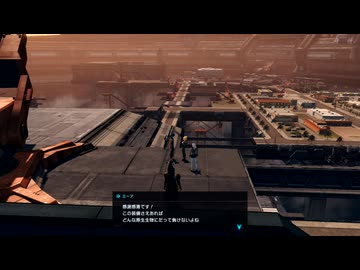 ニーア
感謝感激です！
この装備さえあれば
どんな原生生物にだって負けないよね